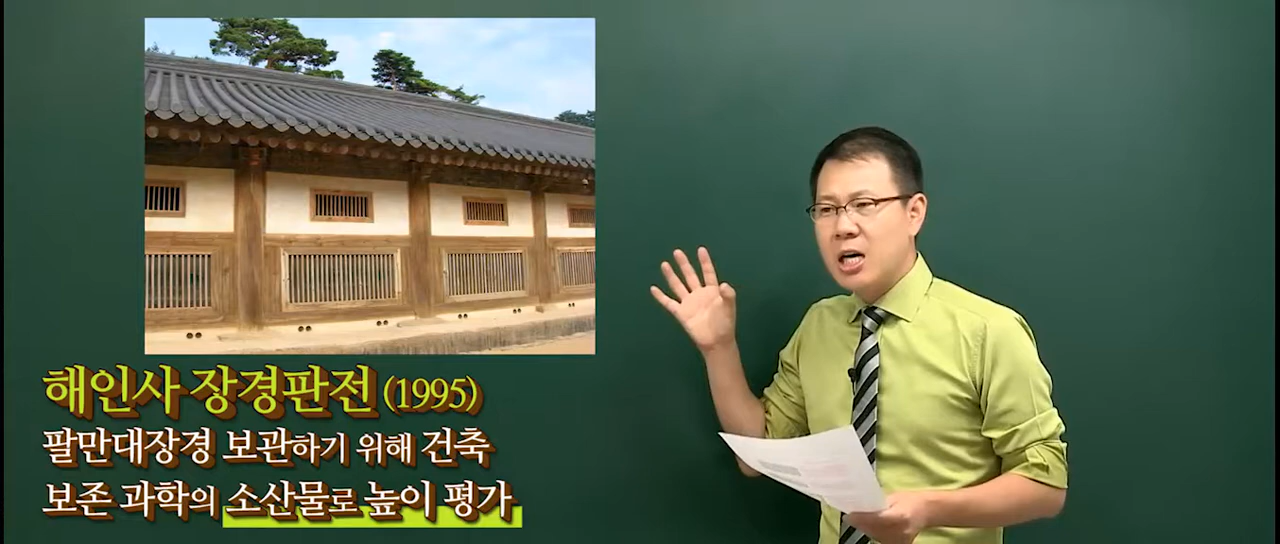 해인사 장경판전 (1995)
팔만대장경 보관하기 위해 건축
보존 과학의 소산물로 높이 평가